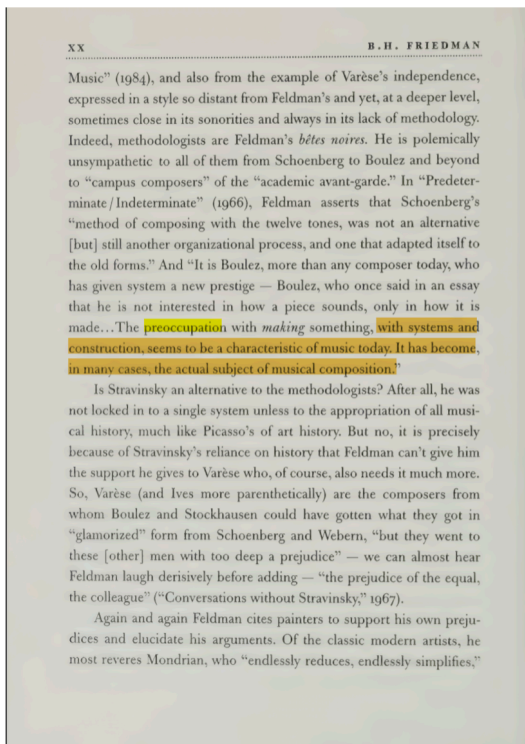 XX
B.H. FRIEDMAN
Music” (1984), and also from the example of Varèse’s independence,
expressed in a style so distant from Feldman’s and yet, at a deeper level,
sometimes close in its sonorities and always in its lack of methodology.
Indeed, methodologists are Feldman’s bêtes noires. He is polemically
unsympathetic to all of them from Schoenberg to Boulez and beyond
to “campus composers” of the “academic avant-garde.” In “Predeter-
minate / Indeterminate” (1966), Feldman asserts that Schoenberg’s
“method of composing with the twelve tones, was not an alternative
[but] still another organizational process, and one that adapted itself to
the old forms.” And “It is Boulez, more than any composer today, who
has given system a new prestige — Boulez, who once said in an essay
that he is not interested in how a piece sounds, only in how it is
made…The preoccupation with making something, with systems and
construction, seems to be a characteristic of music today. It has become,
in many cases, the actual subject of musical composition.”
Is Stravinsky an alternative to the methodologists? After all, he was
not locked in to a single system unless to the appropriation of all musi-
cal history, much like Picasso’s of art history. But no, it is precisely
because of Stravinsky’s reliance on history that Feldman can’t give him
the support he gives to Varèse who, of course, also needs it much more.
So, Varèse (and Ives more parenthetically) are the composers from
whom Boulez and Stockhausen could have gotten what they got in
“glamorized” form from Schoenberg and Webern, “but they went to
these [other] men with too deep a prejudice” — we can almost hear
Feldman laugh derisively before adding — “the prejudice of the equal,
the colleague” (“Conversations without Stravinsky,” 1967).
Again and again Feldman cites painters to support his own preju-
dices and elucidate his arguments. Of the classic modern artists, he
most reveres Mondrian, who “endlessly reduces, endlessly simplifies,”